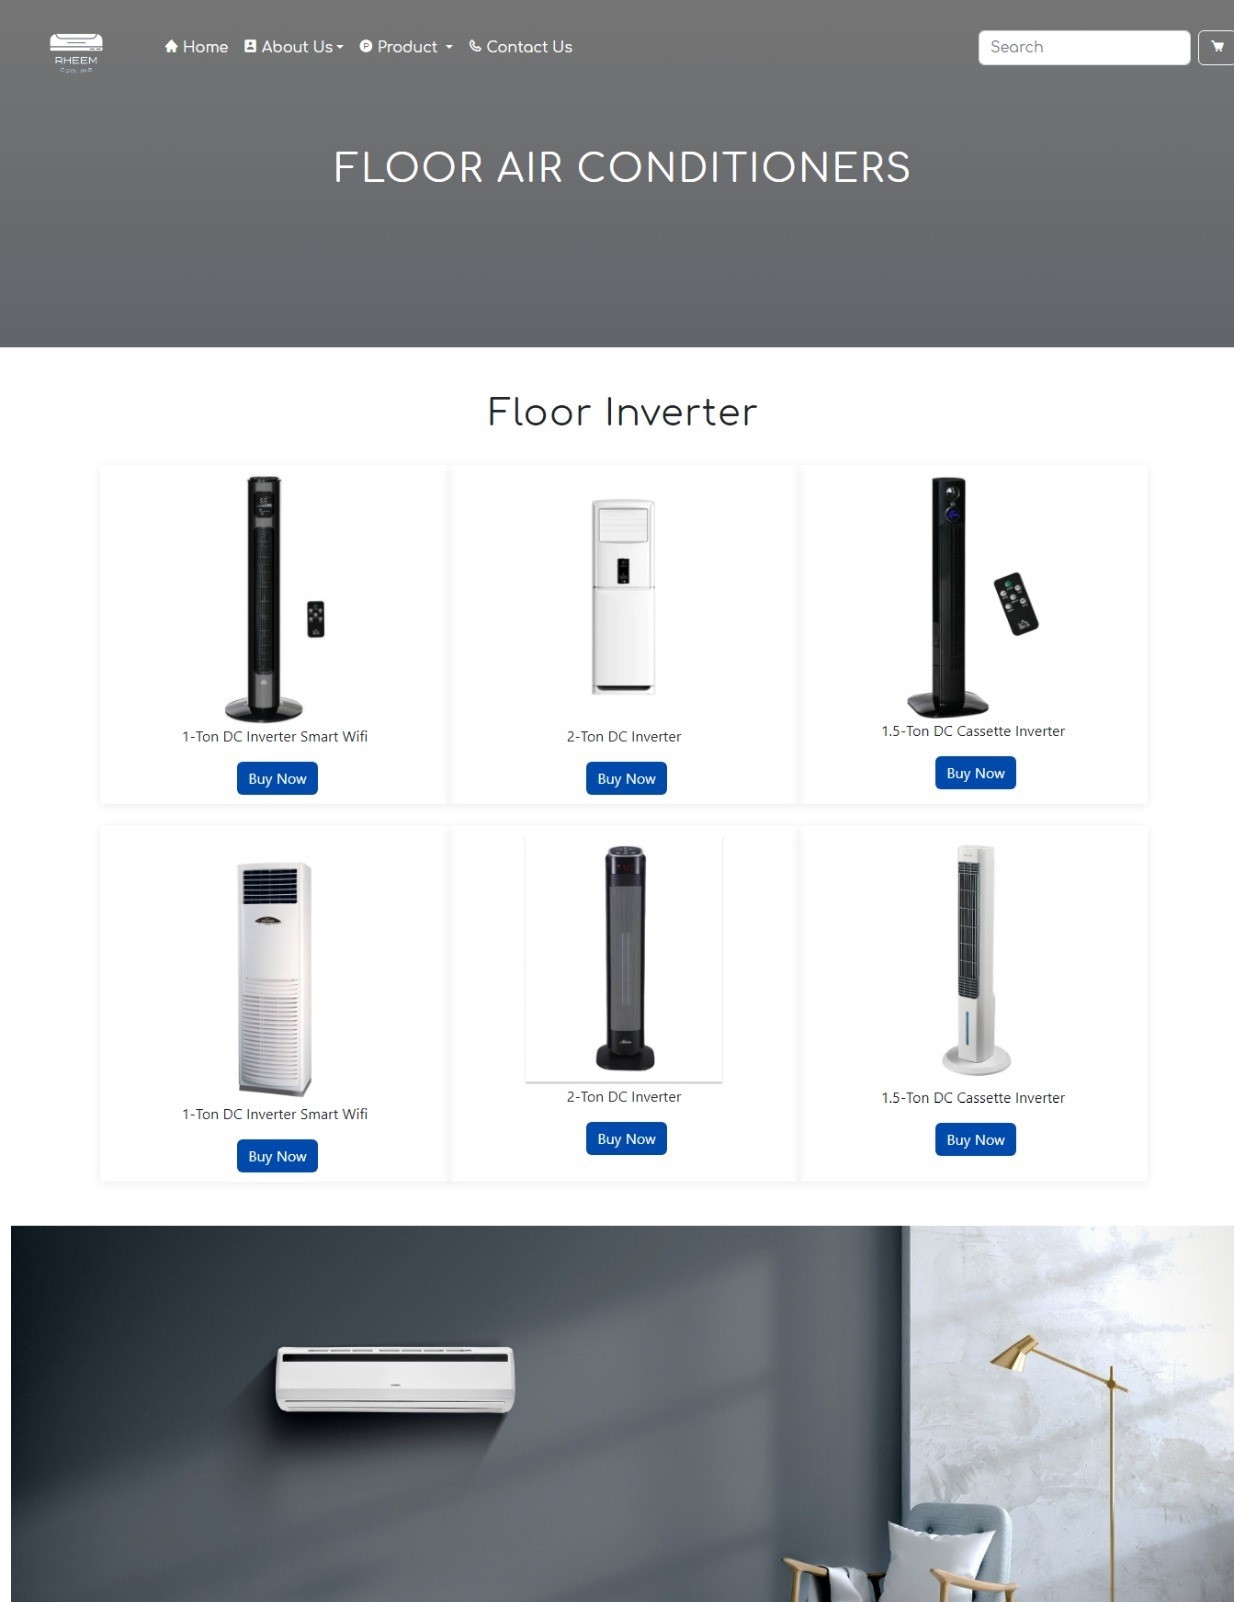 Home About Us Product Contact Us Search
RHEEM
COOLING
FLOOR AIR CONDITIONERS
Floor Inverter
1-Ton DC Inverter Smart Wifi
2-Ton DC Inverter
1.5-Ton DC Cassette Inverter
Buy Now
Buy Now
Buy Now
1-Ton DC Inverter Smart Wifi
2-Ton DC Inverter
1.5-Ton DC Cassette Inverter
Buy Now
Buy Now
Buy Now